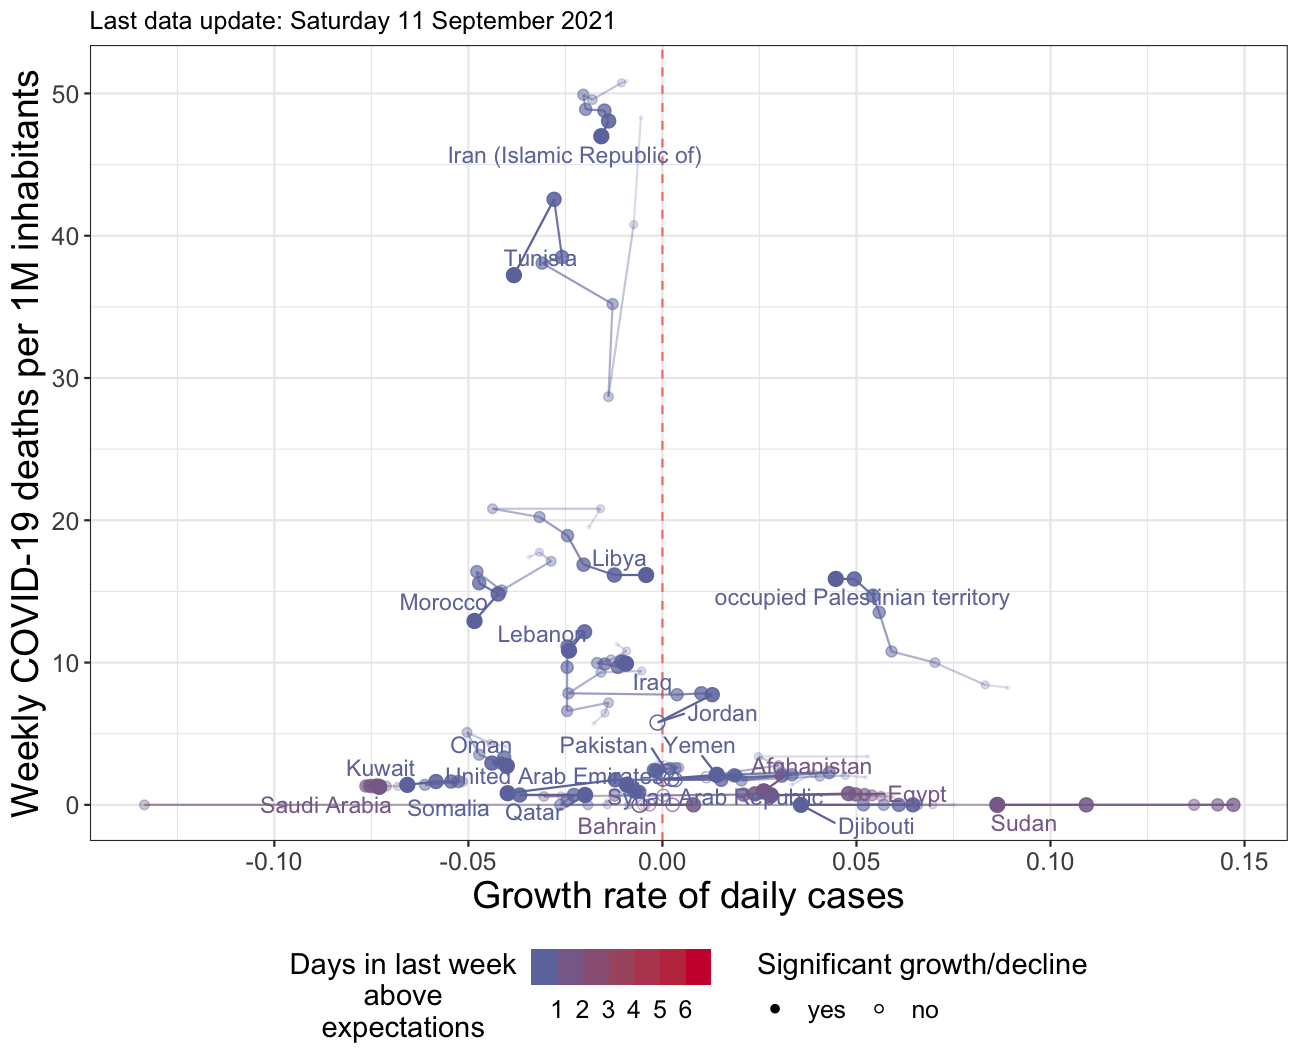 Last data update: Saturday 11 September 2021
Weekly COVID-19 deaths per 1M inhabitants
50
40
30
20
10
0
Iran (Islamic Republic of)
Tunisia
Libya
occupied Palestinian territory
Morocco
Lebanon
Iraq
Jordan
Oman
Pakistan
Yemen
Kuwait
United Arab Emirates
Afghanistan
Saudi Arabia
Somalia
Qatar
Syrian Arab Republic
Egypt
Bahrain
Djibouti
Sudan
-0.10
-0.05
0.00
0.05
0.10
0.15
Growth rate of daily cases
Days in last week
above
expectations
1 2 3 4 5 6
Significant growth/decline
yes
no